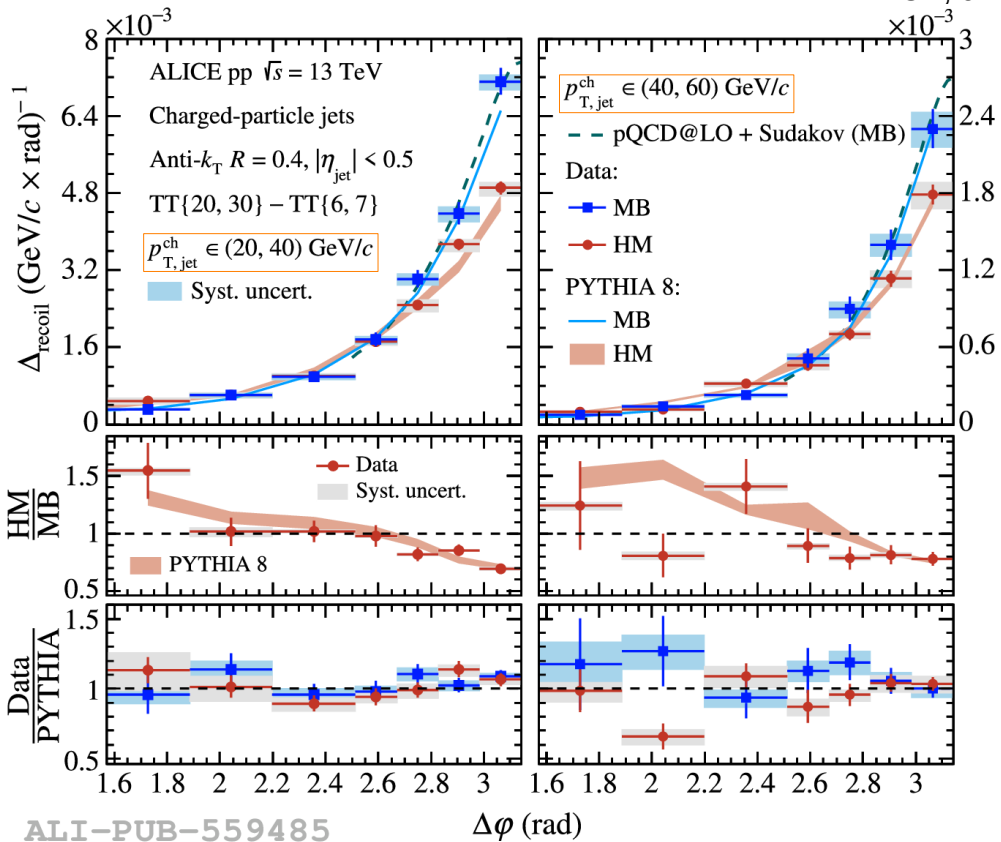 ×10⁻³
×10⁻³
8
6.4
4.8
3.2
1.6
0
Δrecoil ((GeV/c × rad)⁻¹
ALICE pp √s = 13 TeV
Charged-particle jets
Anti-kT R = 0.4, |ηjet| < 0.5
TT{20, 30} − TT{6, 7}
p^ch_T, jet ∈ (20, 40) GeV/c
Syst. uncert.
p^ch_T, jet ∈ (40, 60) GeV/c
pQCD@LO + Sudakov (MB)
Data:
MB
HM
PYTHIA 8:
MB
HM
3
2.4
1.8
1.2
0.6
0
HM
MB
1.5
1
0.5
Data
Syst. uncert.
PYTHIA 8
Data
PYTHIA
1.5
1
0.5
1.6 1.8 2 2.2 2.4 2.6 2.8 3
1.6 1.8 2 2.2 2.4 2.6 2.8 3
Δφ (rad)
ALI-PUB-559485